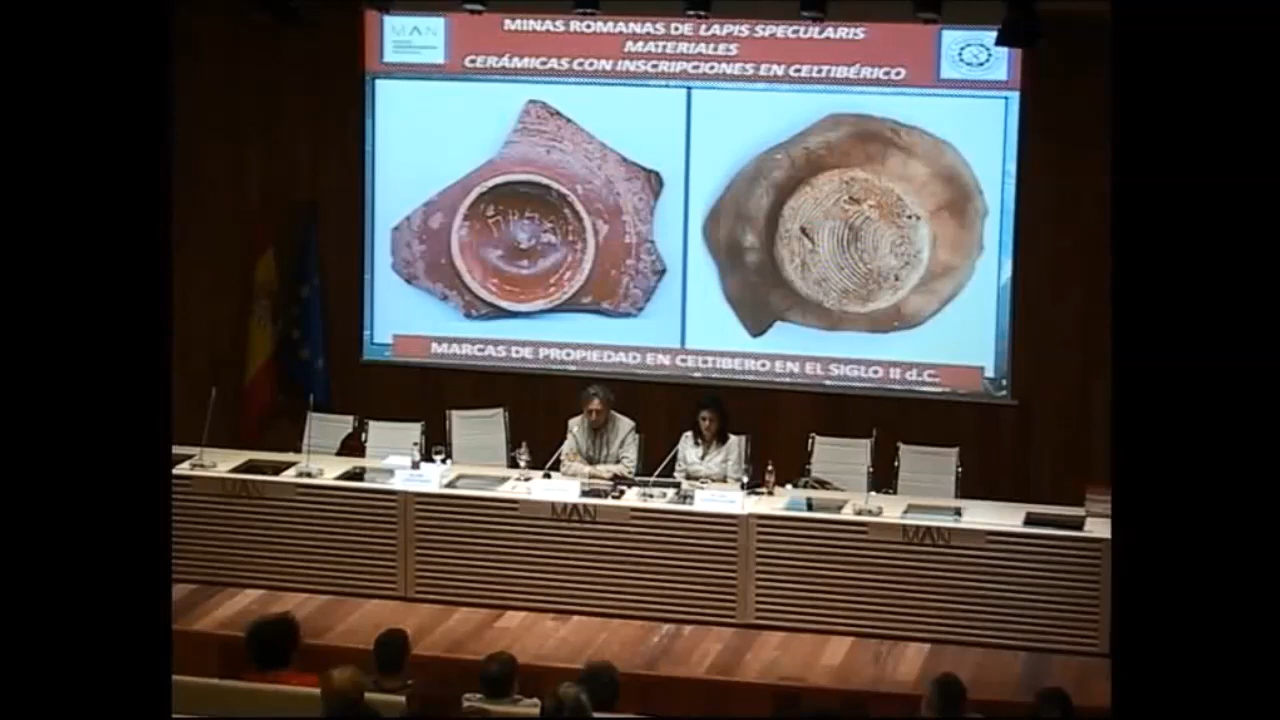 MAN
MINAS ROMANAS DE LAPIS SPECULARIS
MATERIALES
CERÁMICAS CON INSCRIPCIONES EN CELTIBÉRICO
MARCAS DE PROPIEDAD EN CELTIBERO EN EL SIGLO II d.C.
MAN
MAN
MAN